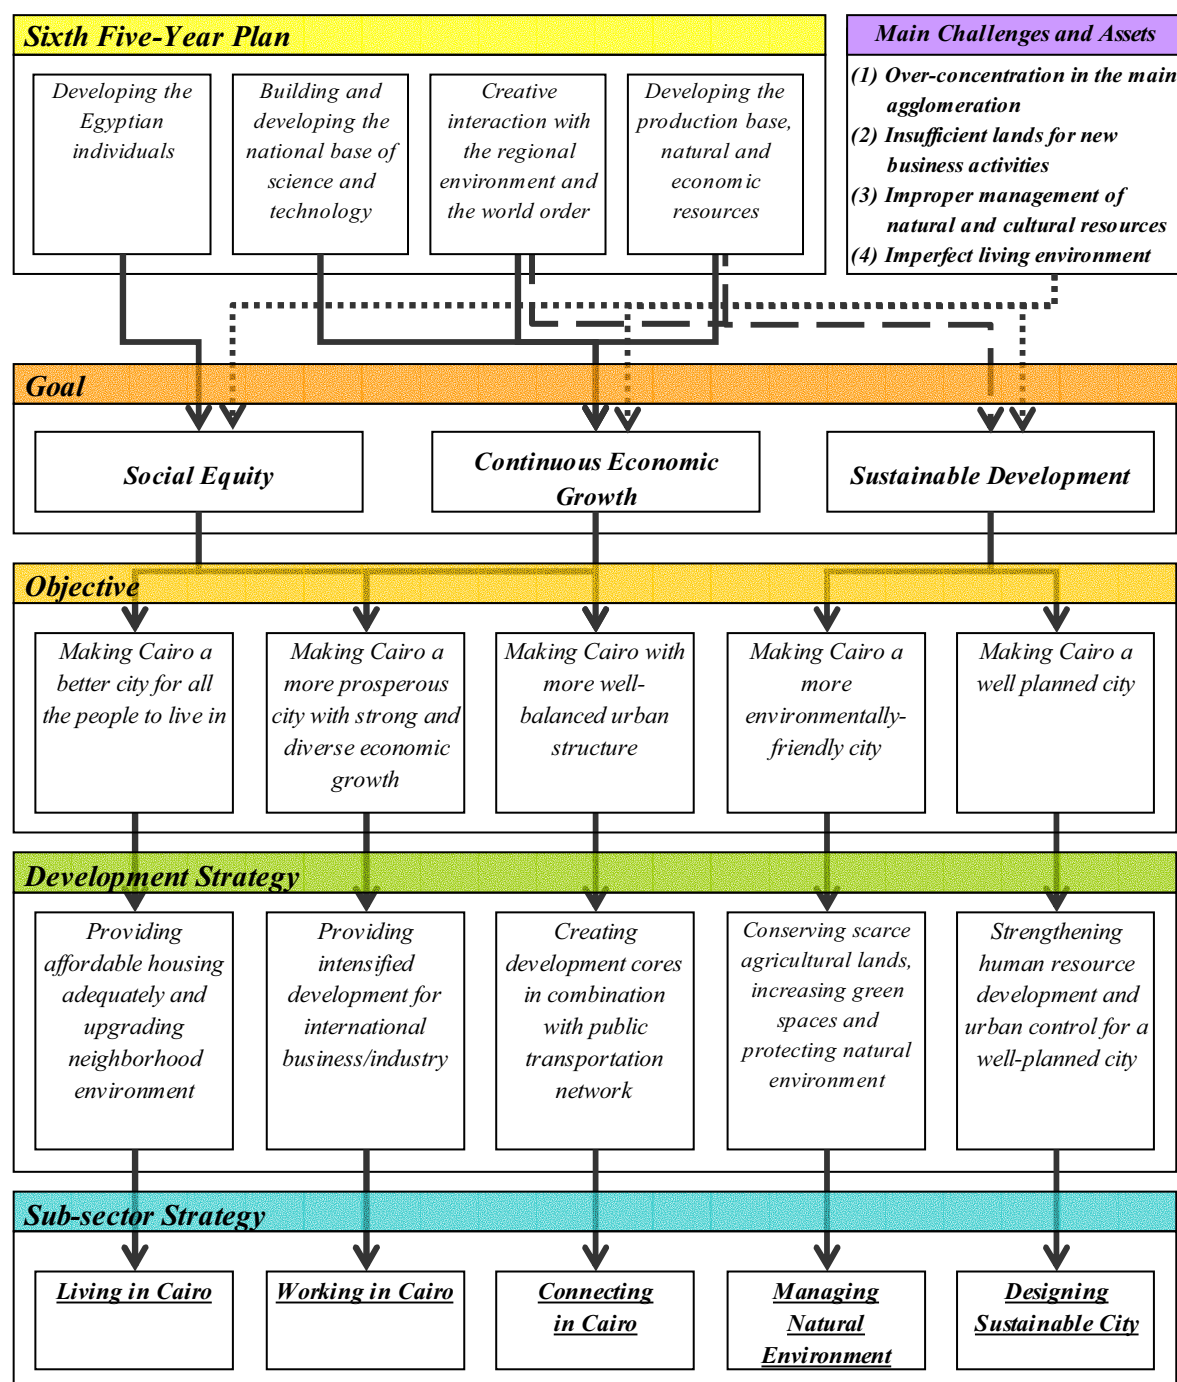 Sixth Five-Year Plan
Developing the
Egyptian
individuals
Building and
developing the
national base of
science and
technology
Creative
interaction with
the regional
environment and
the world order
Developing the
production base,
natural and
economic
resources
Main Challenges and Assets
(1) Over-concentration in the main
agglomeration
(2) Insufficient lands for new
business activities
(3) Improper management of
natural and cultural resources
(4) Imperfect living environment
Goal
Social Equity
Continuous Economic
Growth
Sustainable Development
Objective
Making Cairo a
better city for all
the people to live in
Making Cairo a
more prosperous
city with strong and
diverse economic
growth
Making Cairo with
more well-
balanced urban
structure
Making Cairo a
more
environmentally-
friendly city
Making Cairo a
well planned city
Development Strategy
Providing
affordable housing
adequately and
upgrading
neighborhood
environment
Providing
intensified
development for
international
business/industry
Creating
development cores
in combination
with public
transportation
network
Conserving scarce
agricultural lands,
increasing green
spaces and
protecting natural
environment
Strengthening
human resource
development and
urban control for a
well-planned city
Sub-sector Strategy
Living in Cairo
Working in Cairo
Connecting
in Cairo
Managing
Natural
Environment
Designing
Sustainable City